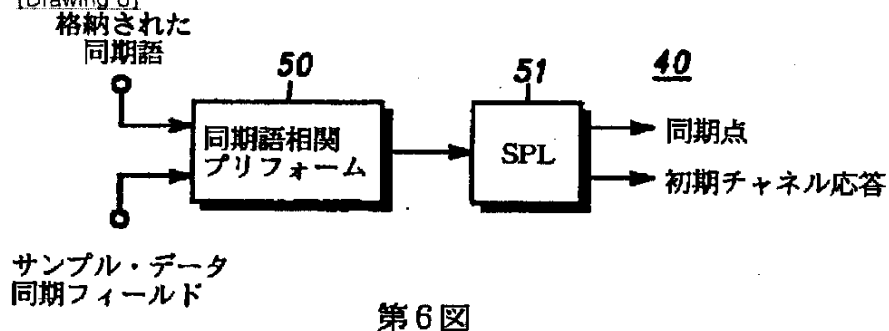 格納された
同期語
50
51
40
同期語相関
プリフォーム
SPL
同期点
初期チャネル応答
サンプル・データ
同期フィールド
第6図